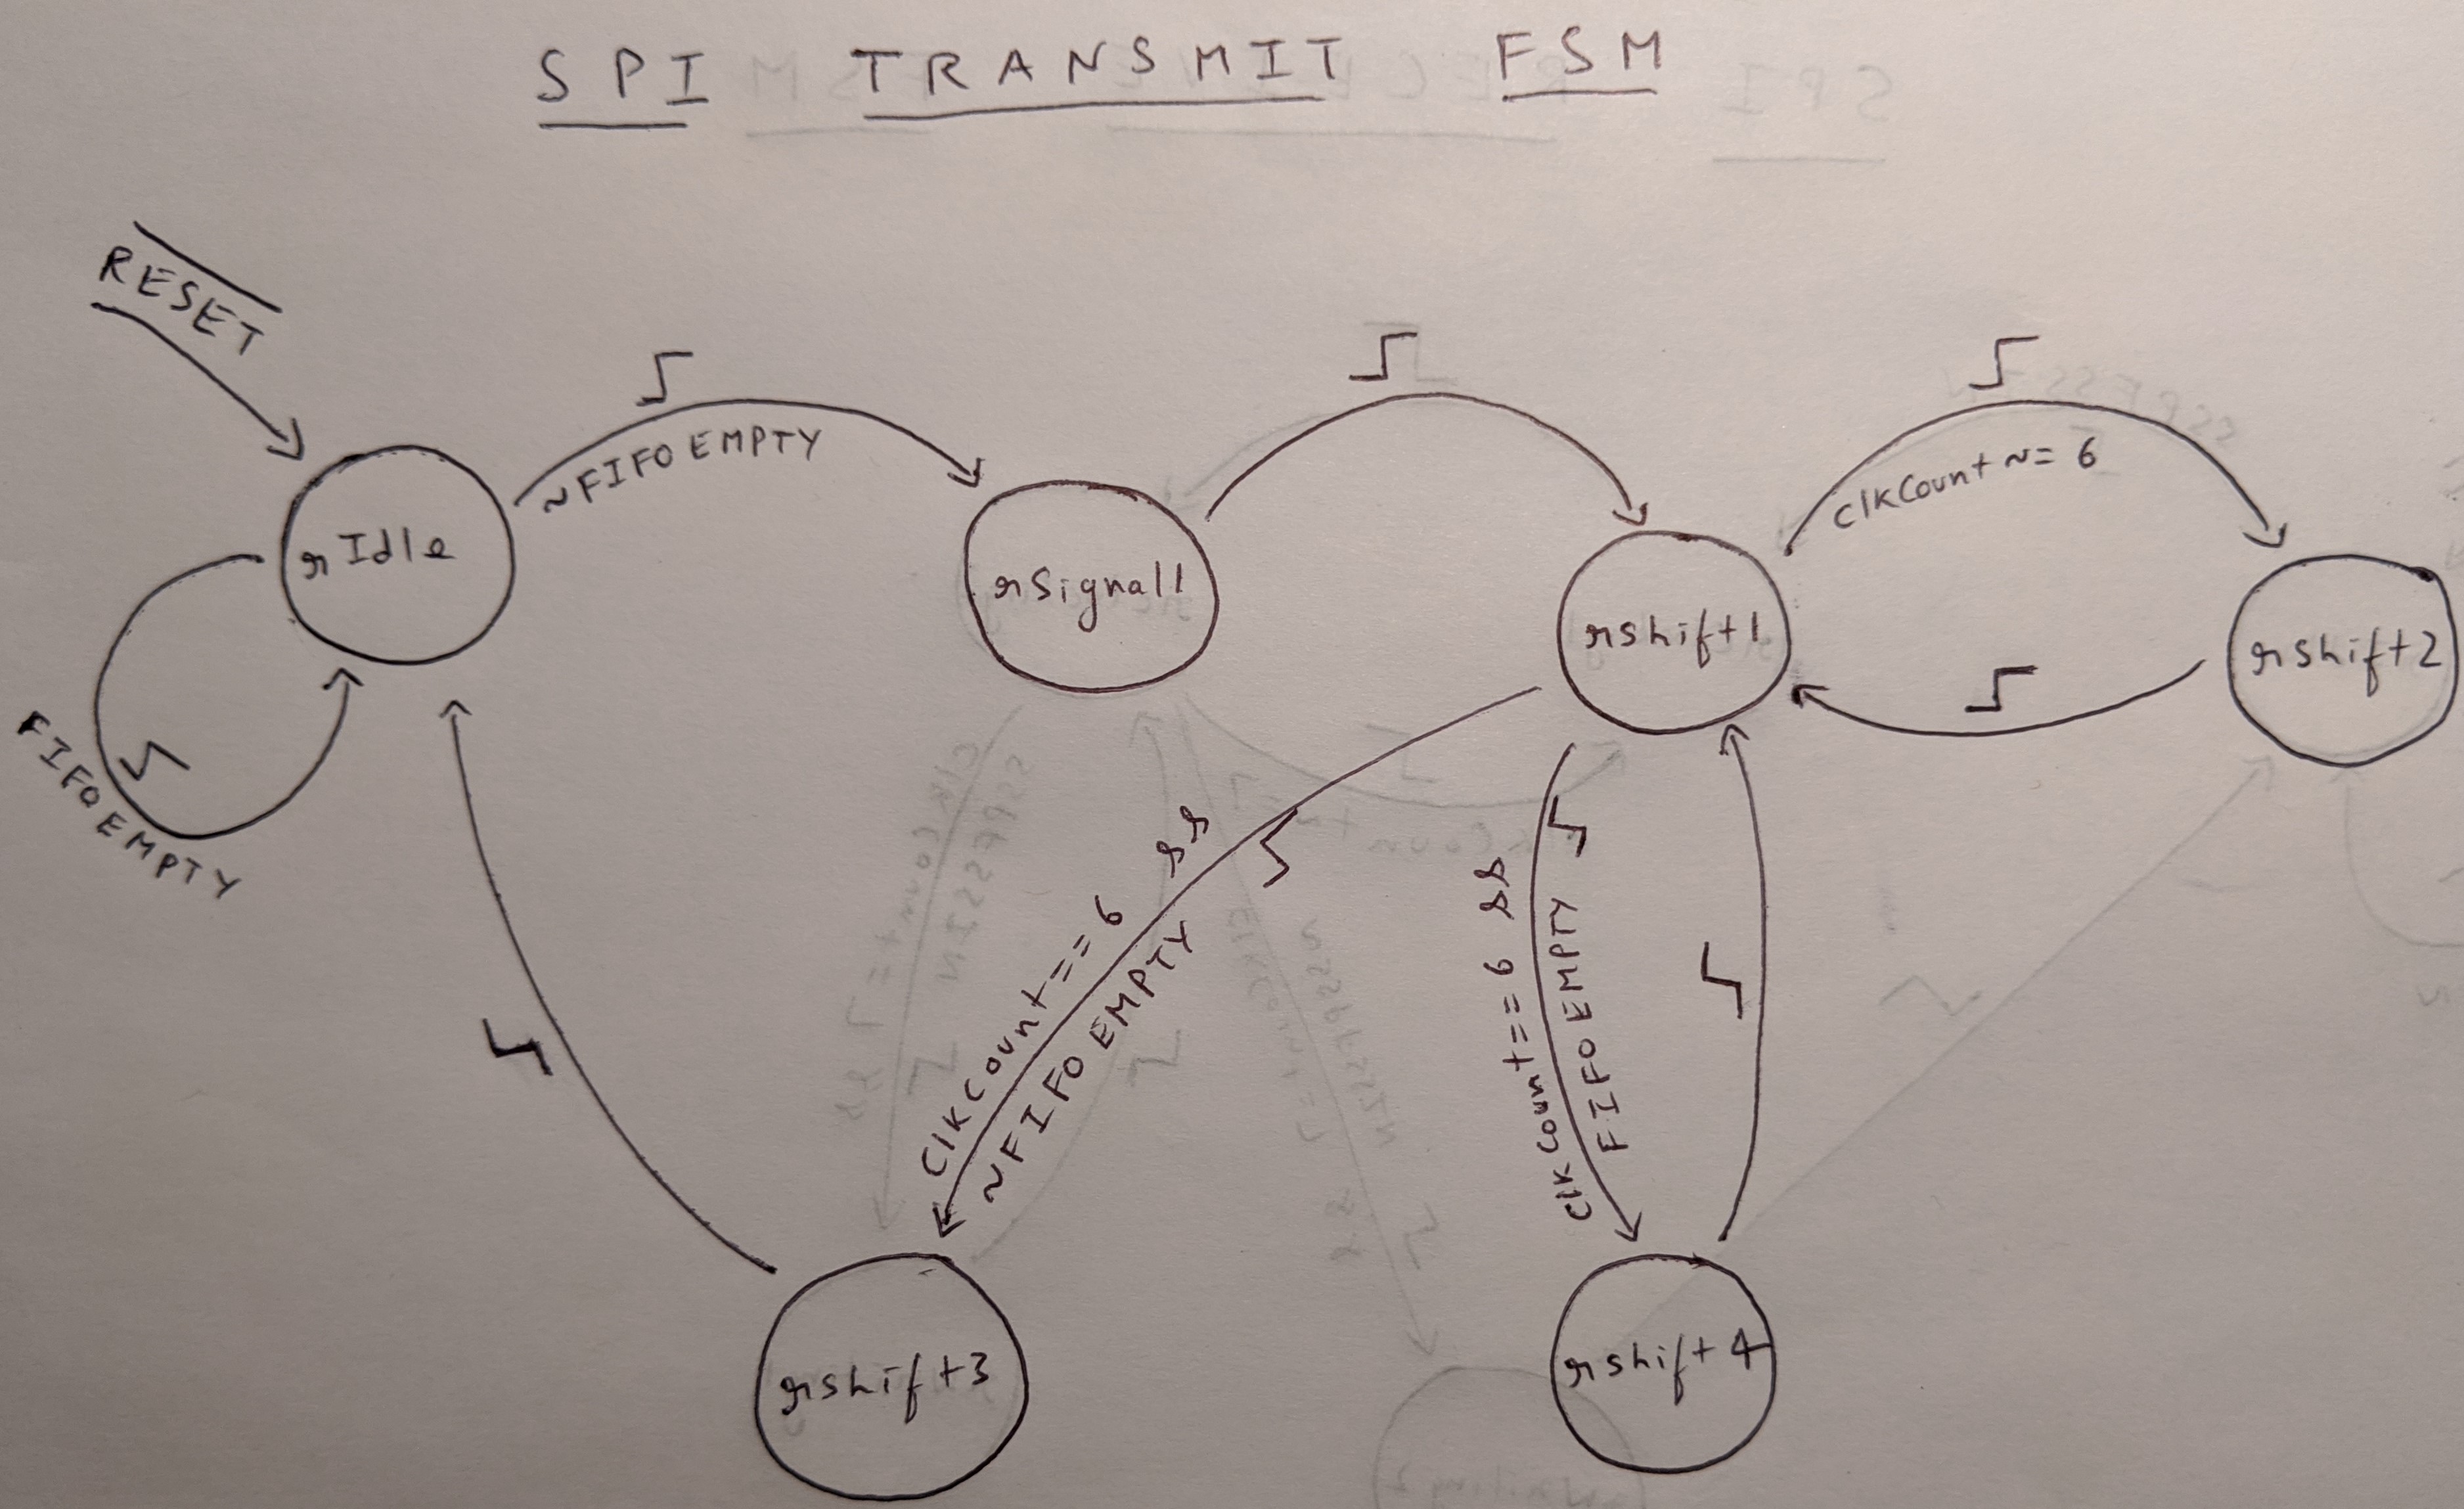 SPI TRANSMIT FSM
RESET
~FIFO EMPTY
ClkCount ~= 6
rIdle
rSignal1
rshift1
rshift2
FIFO EMPTY
ClkCount == 6 &&
~FIFO EMPTY
ClkCount == 6 &&
FIFO EMPTY
rshift3
rshift4